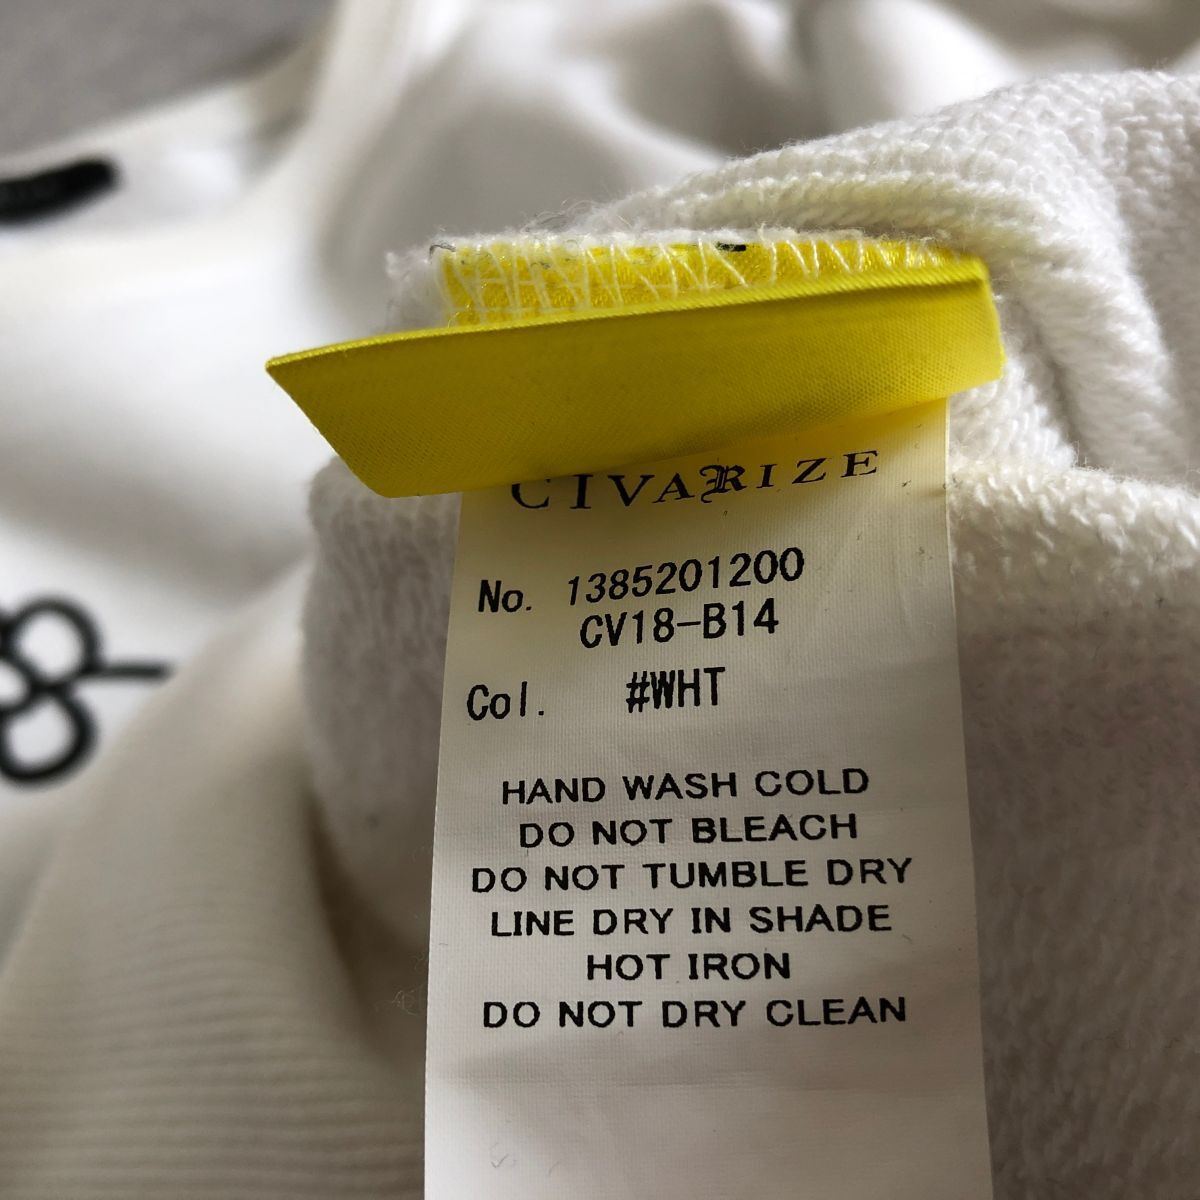 CIVARIZE
No. 1385201200
CV18-B14
Col. #WHT
HAND WASH COLD
DO NOT BLEACH
DO NOT TUMBLE DRY
LINE DRY IN SHADE
HOT IRON
DO NOT DRY CLEAN